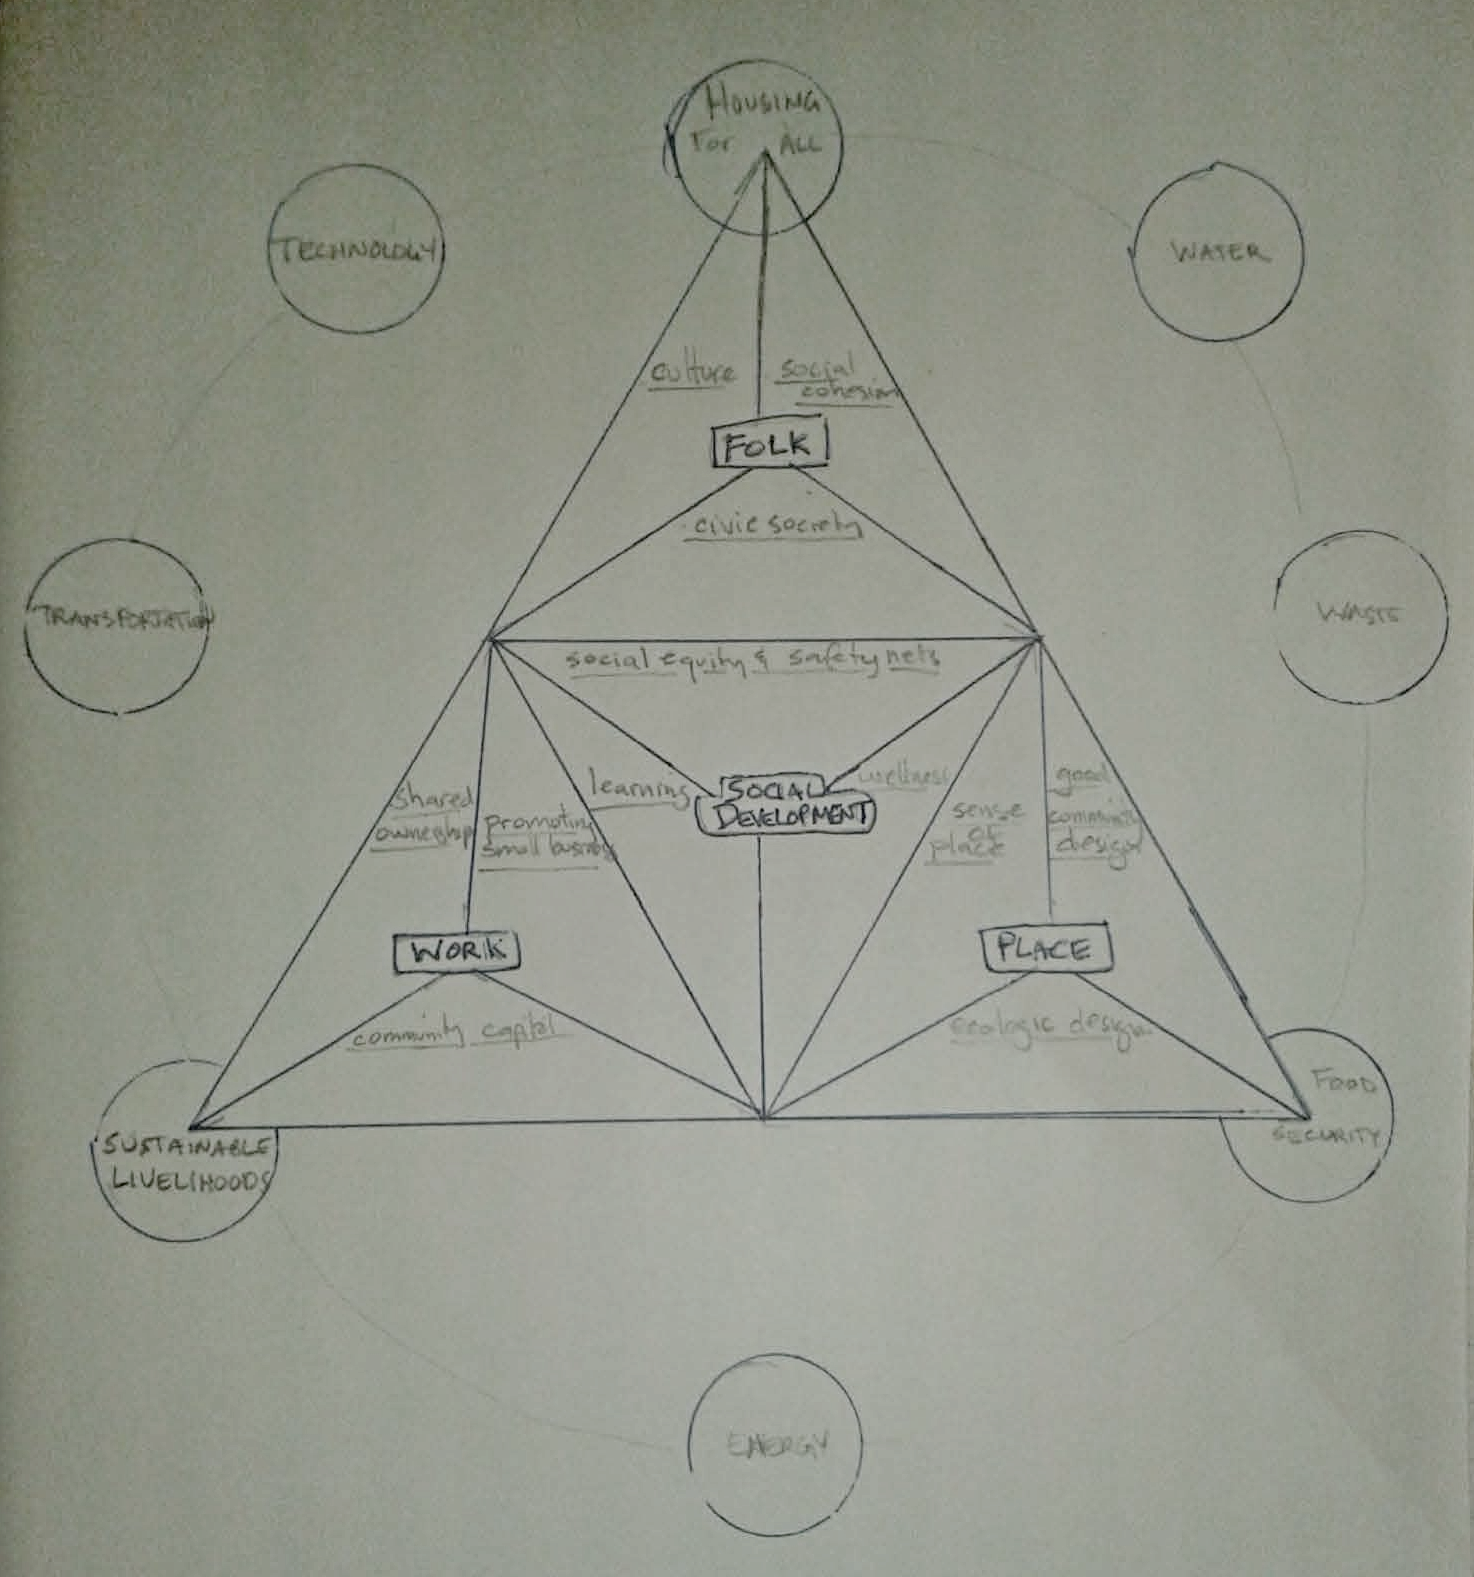 HOUSING
For ALL
TECHNOLOGY
WATER
culture
social
cohesion
FOLK
civic society
TRANSPORTATION
WASTE
social equity & safety nets
learning
SOCIAL
DEVELOPMENT
wellness
shared
ownership
promoting
small business
sense
of
place
good
community
design
WORK
PLACE
community capital
ecologic design
SUSTAINABLE
LIVELIHOODS
FOOD
SECURITY
ENERGY